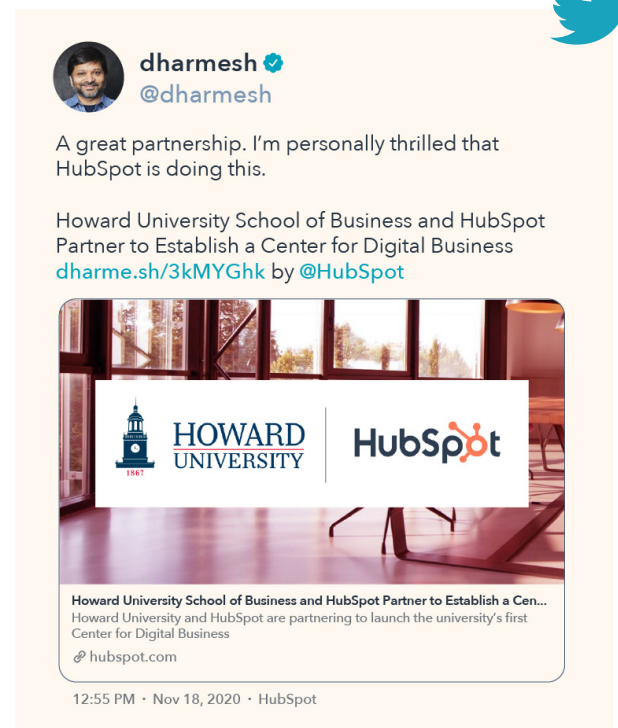 dharmesh
@dharmesh
A great partnership. I'm personally thrilled that
HubSpot is doing this.
Howard University School of Business and HubSpot
Partner to Establish a Center for Digital Business
dharme.sh/3kMYGhk by @HubSpot
HOWARD
UNIVERSITY
1867
HubSpot
Howard University School of Business and HubSpot Partner to Establish a Cen...
Howard University and HubSpot are partnering to launch the university's first
Center for Digital Business
hubspot.com
12:55 PM · Nov 18, 2020 · HubSpot